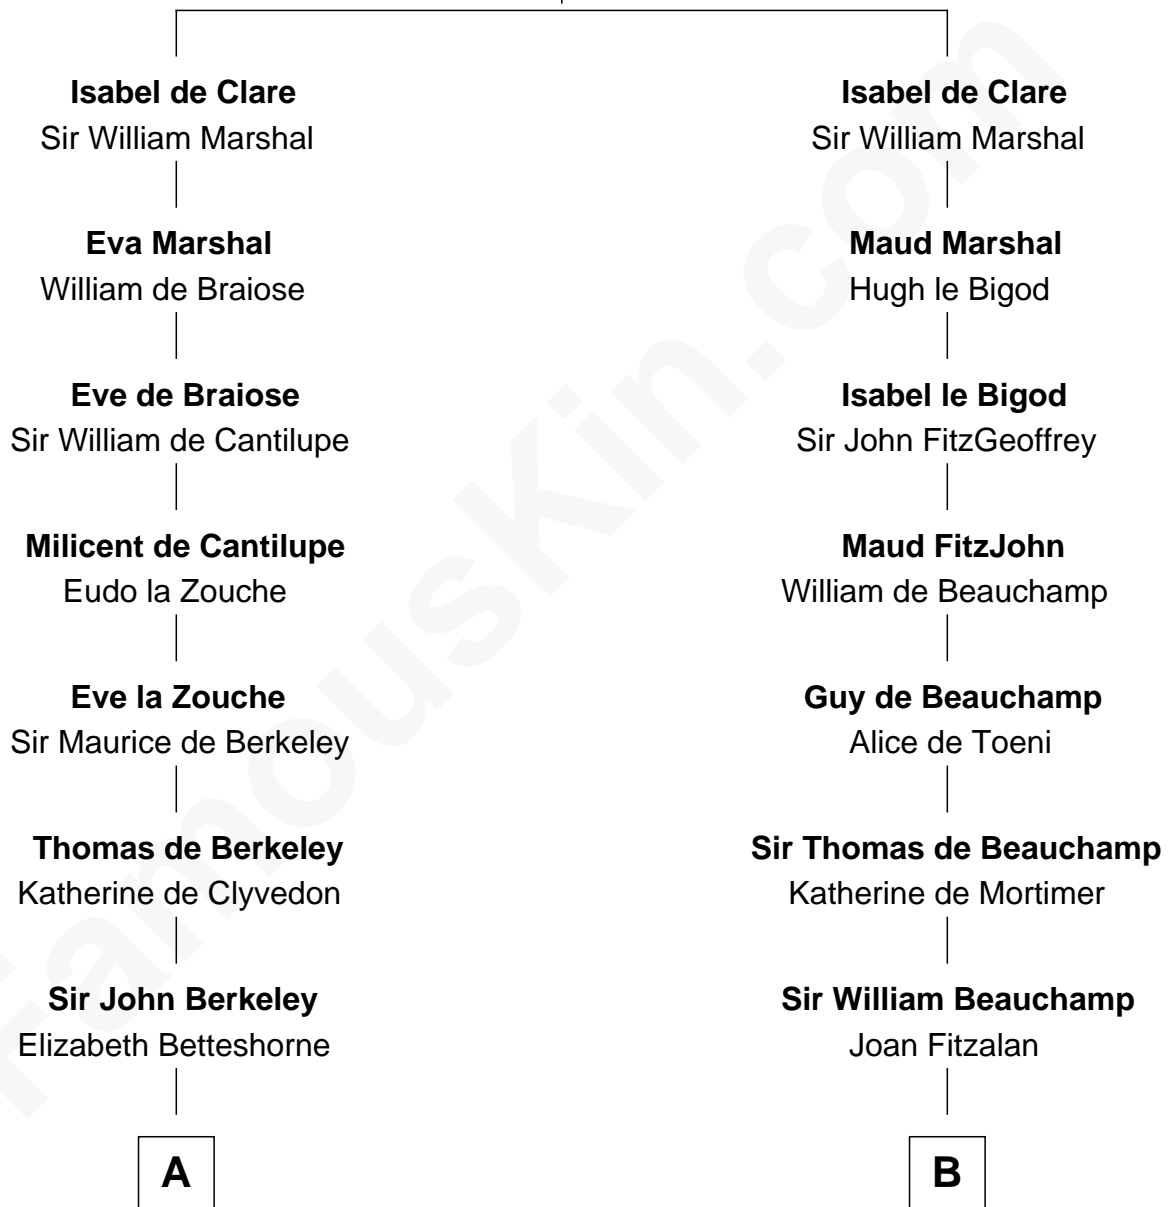 Isabel de Clare
Sir William Marshal
Eva Marshal
William de Braiose
Eve de Braiose
Sir William de Cantilupe
Milicent de Cantilupe
Eudo la Zouche
Eve la Zouche
Sir Maurice de Berkeley
Thomas de Berkeley
Katherine de Clyvedon
Sir John Berkeley
Elizabeth Betteshorne
A
Isabel de Clare
Sir William Marshal
Maud Marshal
Hugh le Bigod
Isabel le Bigod
Sir John FitzGeoffrey
Maud FitzJohn
William de Beauchamp
Guy de Beauchamp
Alice de Toeni
Sir Thomas de Beauchamp
Katherine de Mortimer
Sir William Beauchamp
Joan Fitzalan
B
FamousKin.com